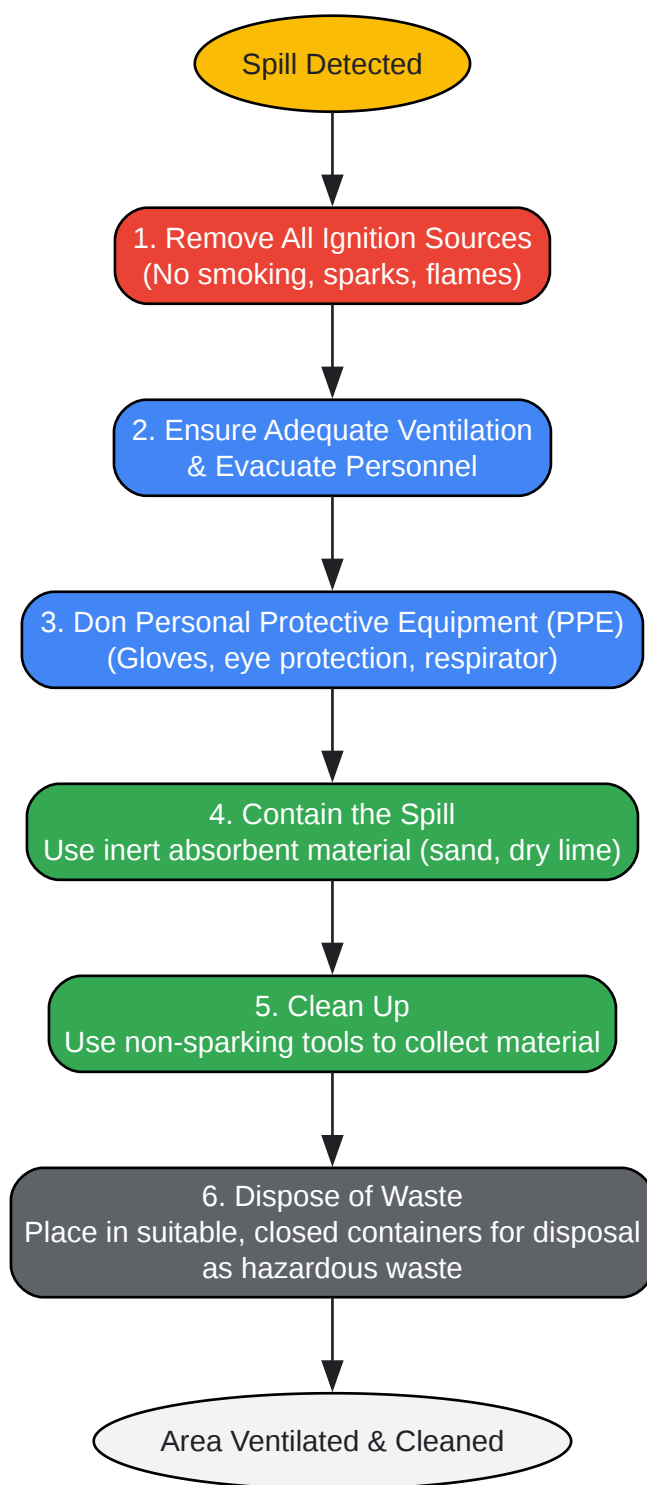 Spill Detected
1. Remove All Ignition Sources
(No smoking, sparks, flames)
2. Ensure Adequate Ventilation
& Evacuate Personnel
3. Don Personal Protective Equipment (PPE)
(Gloves, eye protection, respirator)
4. Contain the Spill
Use inert absorbent material (sand, dry lime)
5. Clean Up
Use non-sparking tools to collect material
6. Dispose of Waste
Place in suitable, closed containers for disposal
as hazardous waste
Area Ventilated & Cleaned